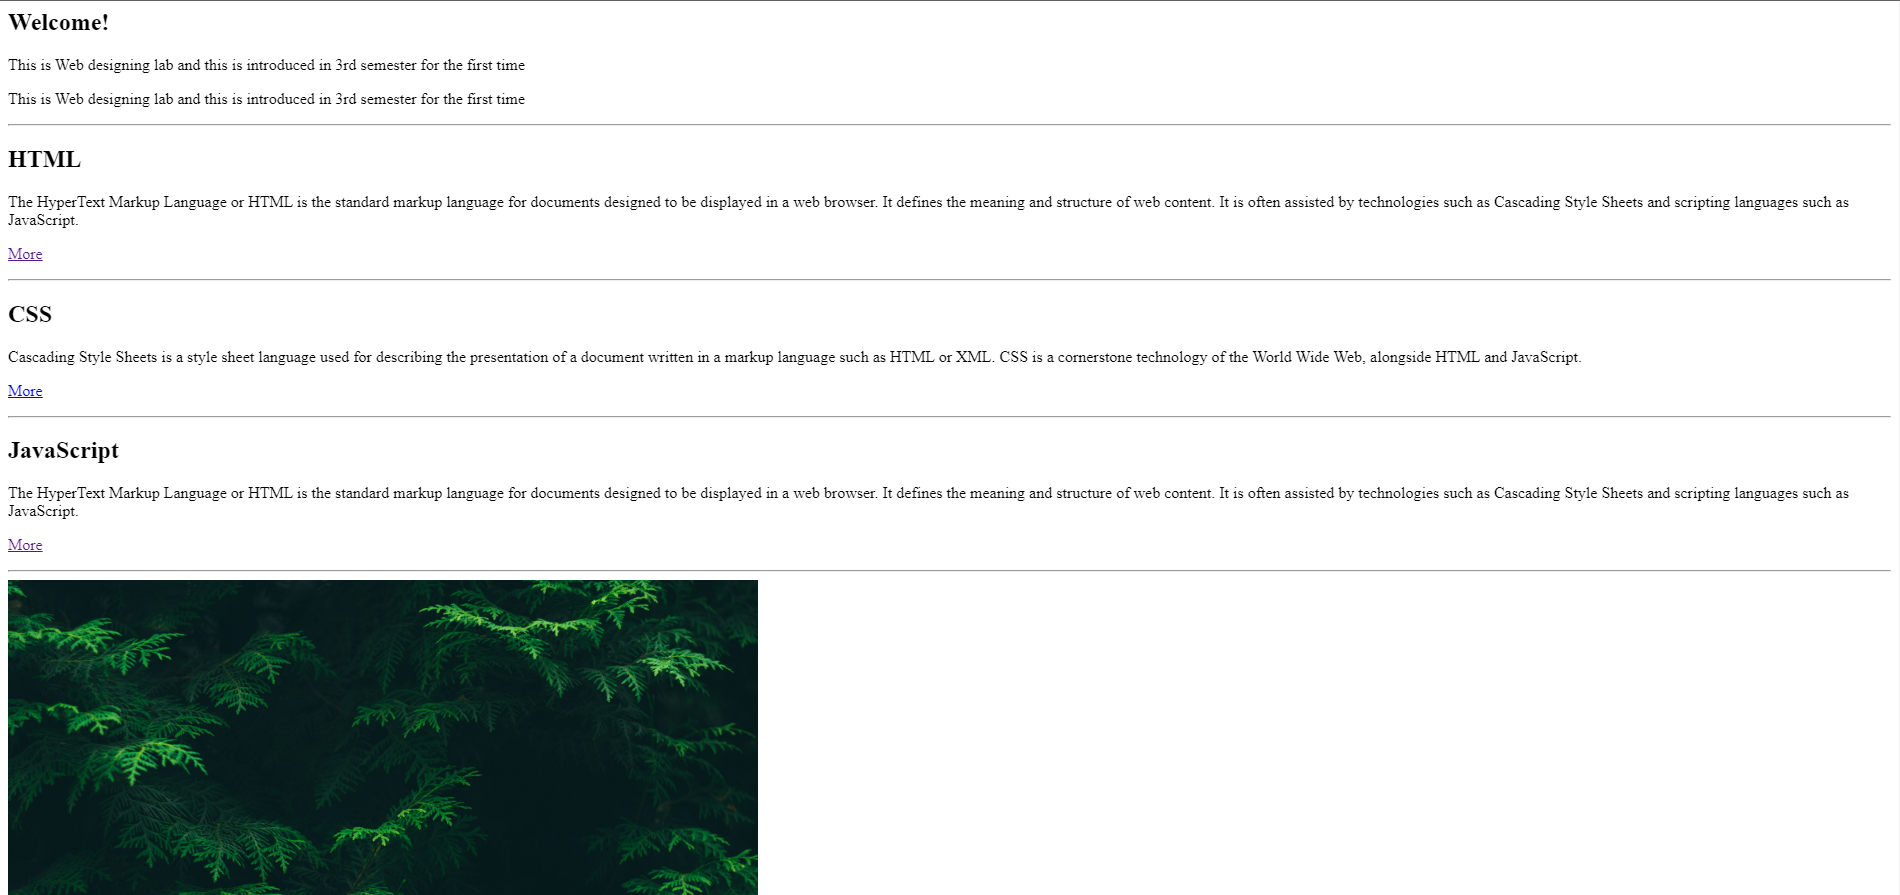 Welcome!
This is Web designing lab and this is introduced in 3rd semester for the first time
This is Web designing lab and this is introduced in 3rd semester for the first time
HTML
The HyperText Markup Language or HTML is the standard markup language for documents designed to be displayed in a web browser. It defines the meaning and structure of web content. It is often assisted by technologies such as Cascading Style Sheets and scripting languages such as
JavaScript.
More
CSS
Cascading Style Sheets is a style sheet language used for describing the presentation of a document written in a markup language such as HTML or XML. CSS is a cornerstone technology of the World Wide Web, alongside HTML and JavaScript.
More
JavaScript
The HyperText Markup Language or HTML is the standard markup language for documents designed to be displayed in a web browser. It defines the meaning and structure of web content. It is often assisted by technologies such as Cascading Style Sheets and scripting languages such as
JavaScript.
More